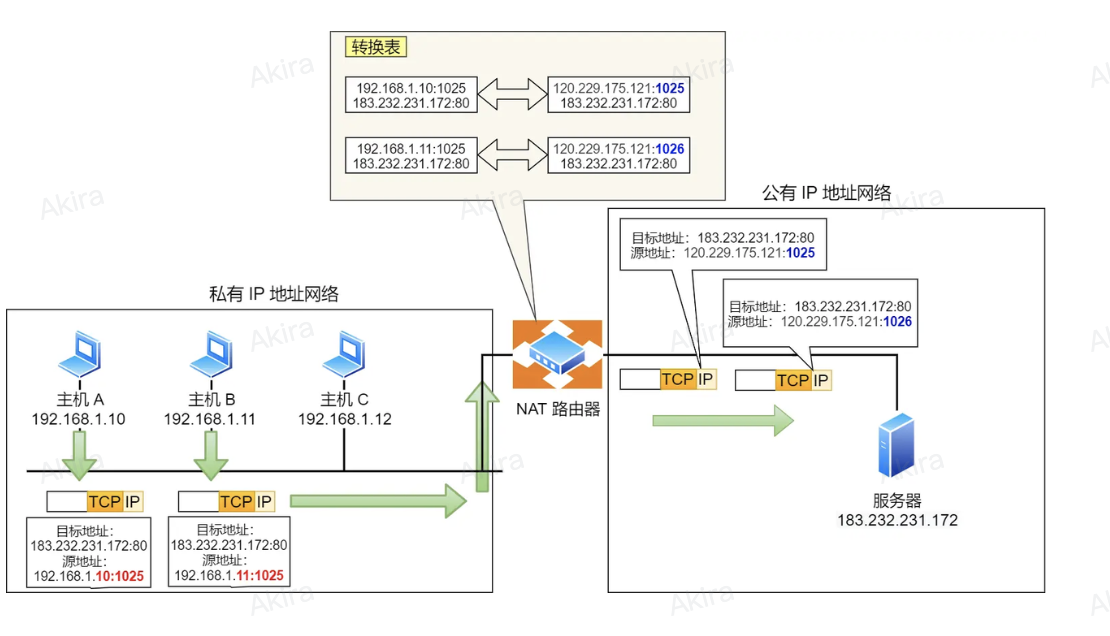 转换表
192.168.1.10:1025
183.232.231.172:80
120.229.175.121:1025
183.232.231.172:80
192.168.1.11:1025
183.232.231.172:80
120.229.175.121:1026
183.232.231.172:80
公有 IP 地址网络
目标地址: 183.232.231.172:80
源地址: 120.229.175.121:1025
目标地址: 183.232.231.172:80
源地址: 120.229.175.121:1026
私有 IP 地址网络
主机 A
192.168.1.10
主机 B
192.168.1.11
主机 C
192.168.1.12
NAT 路由器
TCP IP
TCP IP
服务器
183.232.231.172
TCP IP
目标地址:
183.232.231.172:80
源地址:
192.168.1.10:1025
TCP IP
目标地址:
183.232.231.172:80
源地址:
192.168.1.11:1025
Akira
Akira
Akira
Akira
Akira
Akira
Akira
Akira
Akira
Akira
Akira
Akira